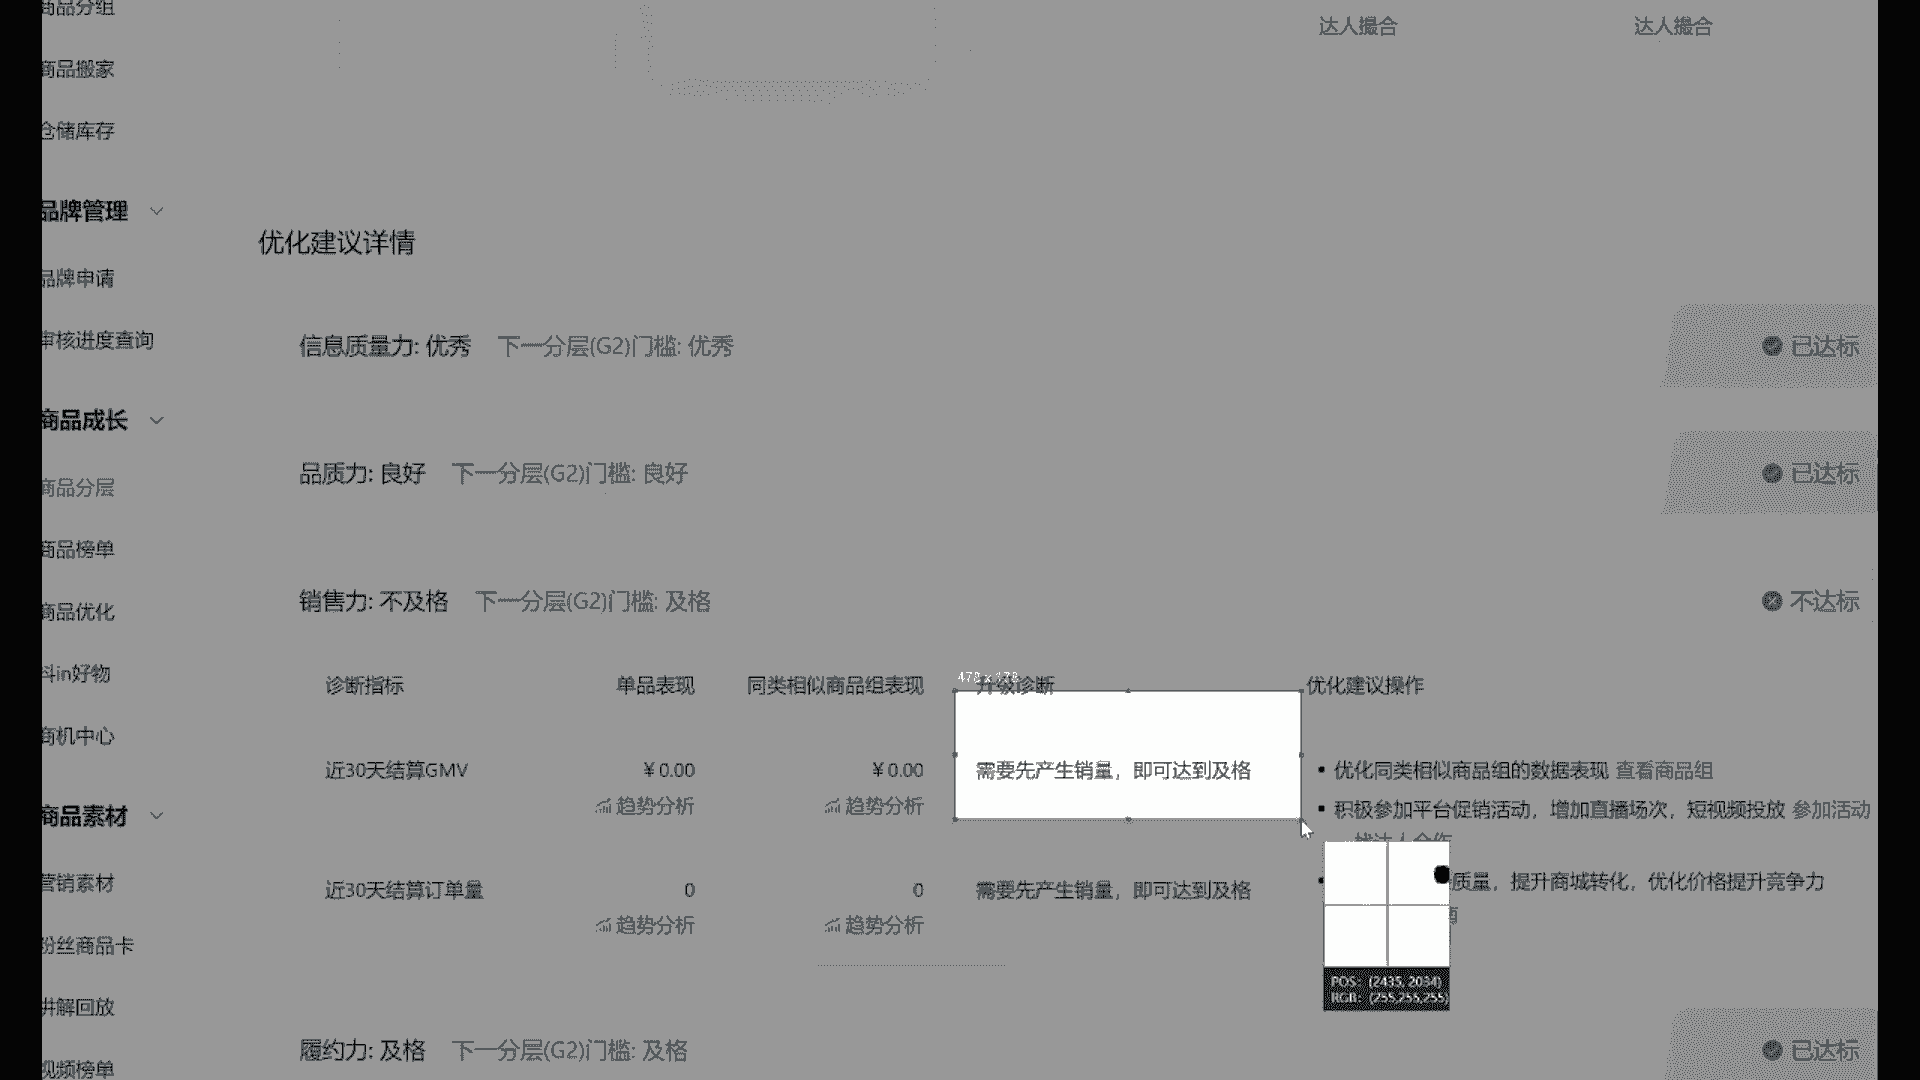 商品分组
达人撮合
达人撮合
商品搬家
仓储库存
品牌管理
优化建议详情
品牌申请
审核进度查询
信息质量力: 优秀 下一分层(G2)门槛: 优秀
已达标
商品成长
品质力: 良好 下一分层(G2)门槛: 良好
已达标
商品分层
商品榜单
销售力: 不及格 下一分层(G2)门槛: 及格
不达标
商品优化
抖in好物
478 x 178
诊断指标 单品表现 同类相似商品组表现 升级诊断 优化建议操作
商机中心
近30天结算GMV ¥0.00 ¥0.00 需要先产生销量，即可达到及格
优化同类相似商品组的数据表现 查看商品组
趋势分析 趋势分析
积极参加平台促销活动，增加直播场次，短视频投放 参加活动
找达人合作
商品素材
营销素材
近30天结算订单量 0 0 需要先产生销量，即可达到及格
质量，提升商城转化，优化价格提升竞争力
趋势分析 趋势分析
粉丝商品卡
POS: (2435, 2034)
RGB: (255,255,255)
讲解回放
履约力: 及格 下一分层(G2)门槛: 及格
已达标
视频榜单